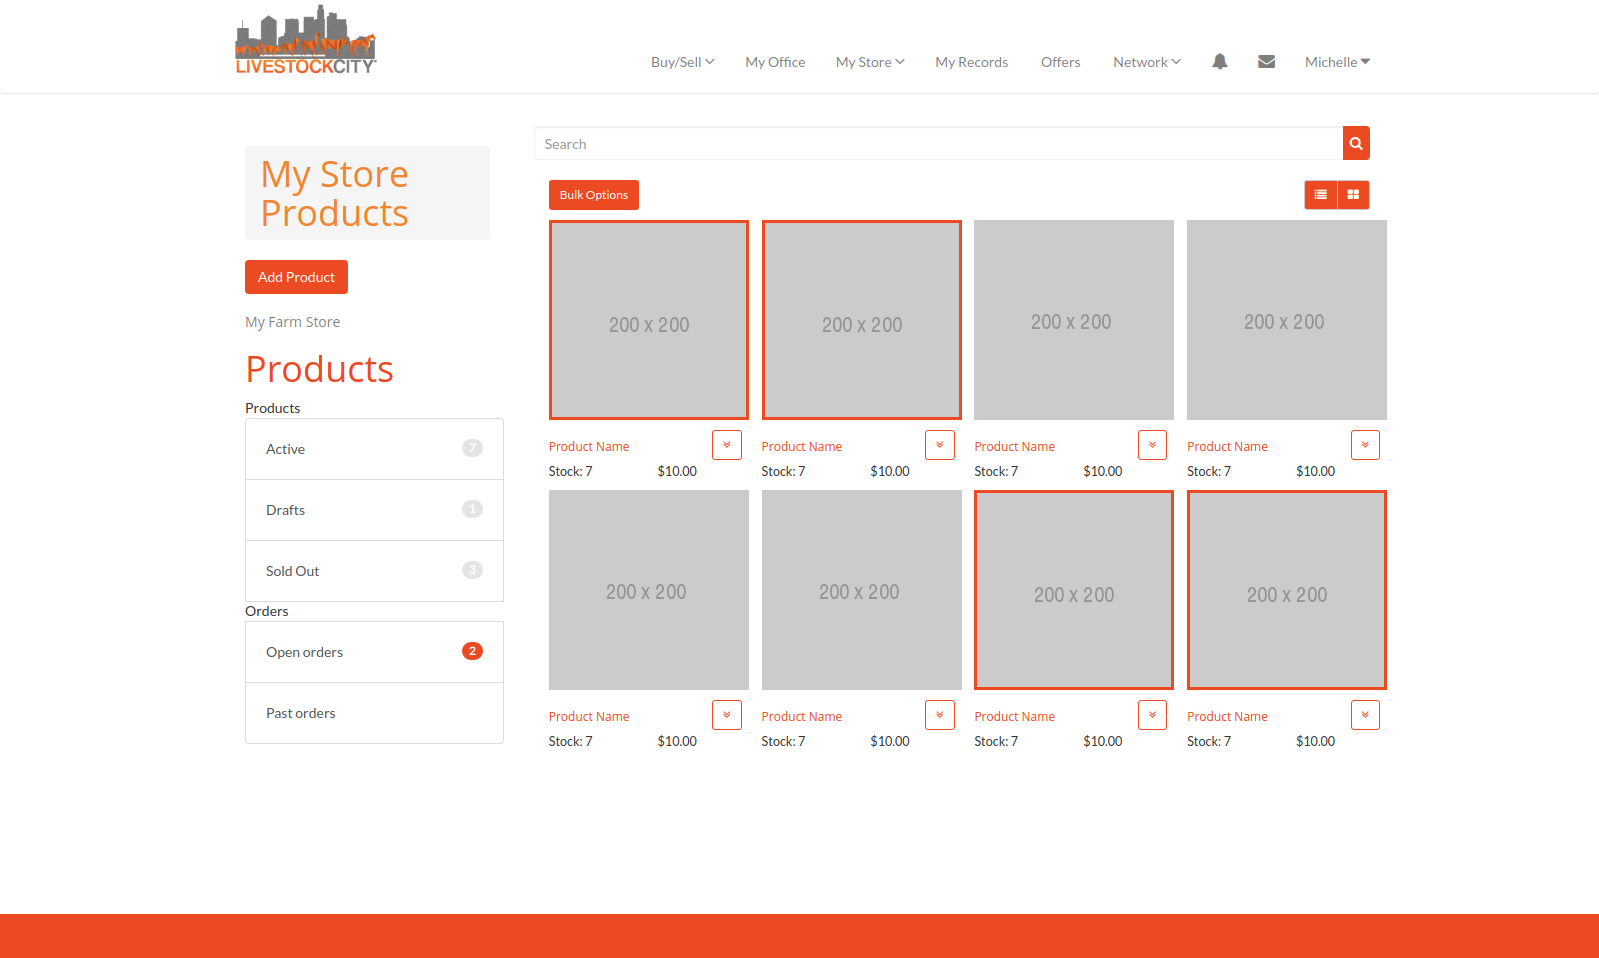 LIVESTOCKCITY
Buy/Sell My Office My Store My Records Offers Network Michelle
Search
My Store
Products
Bulk Options
Add Product
My Farm Store
Products
Products
Active 7
Drafts 1
Sold Out 3
Orders
Open orders 2
Past orders
200 x 200 200 x 200 200 x 200 200 x 200
Product Name Product Name Product Name Product Name
Stock: 7 $10.00 Stock: 7 $10.00 Stock: 7 $10.00 Stock: 7 $10.00
200 x 200 200 x 200 200 x 200 200 x 200
Product Name Product Name Product Name Product Name
Stock: 7 $10.00 Stock: 7 $10.00 Stock: 7 $10.00 Stock: 7 $10.00